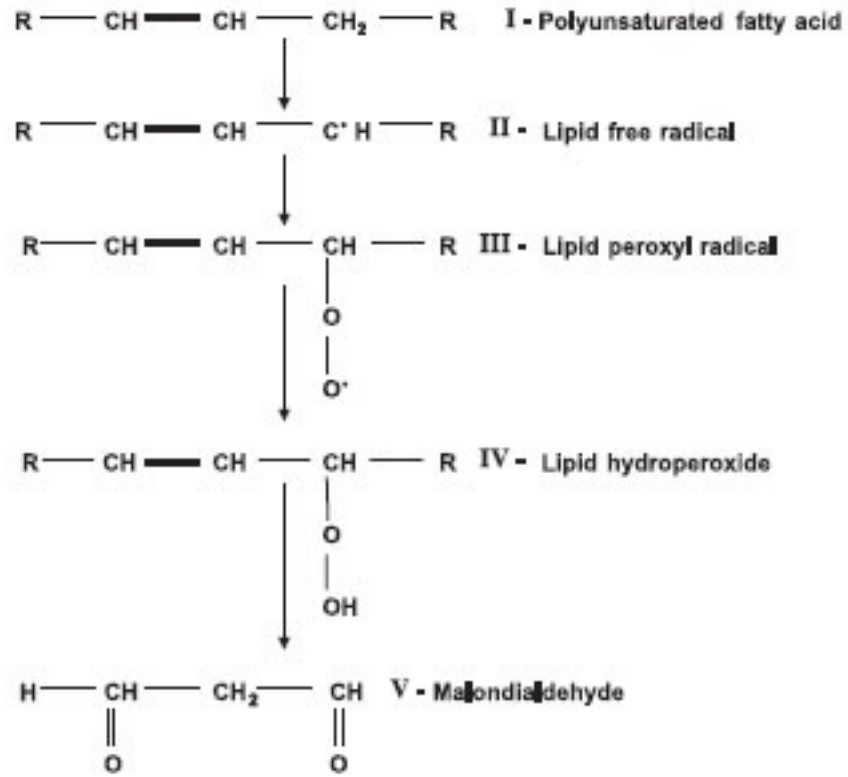 R CH CH CH₂ R I - Polyunsaturated fatty acid
R CH CH C• H R II - Lipid free radical
R CH CH CH R III - Lipid peroxyl radical
O
O•
R CH CH CH R IV - Lipid hydroperoxide
O
OH
H CH CH₂ CH V - Malondialdehyde
O O